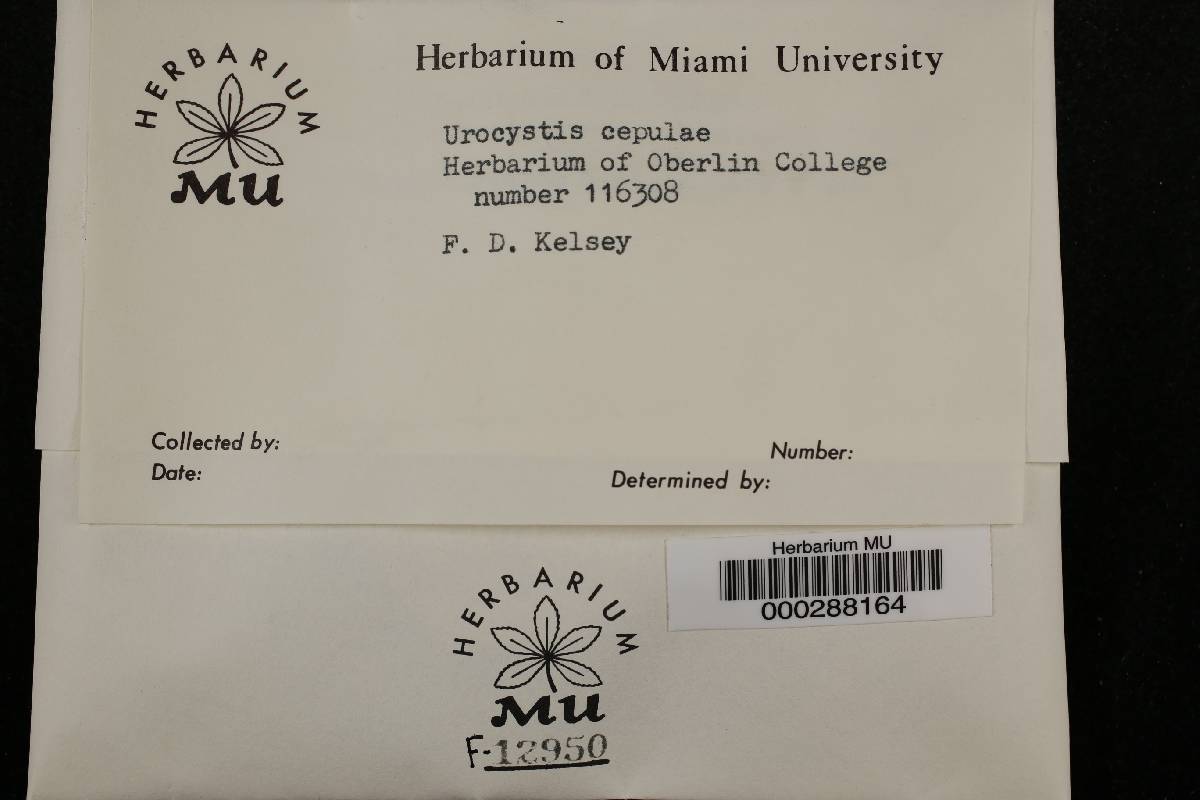 HERBARIUM
MU
Herbarium of Miami University
Urocystis cepulae
Herbarium of Oberlin College
number 116308
F. D. Kelsey
Collected by:
Date:
Number:
Determined by:
Herbarium MU
000288164
HERBARIUM
MU
F-12950